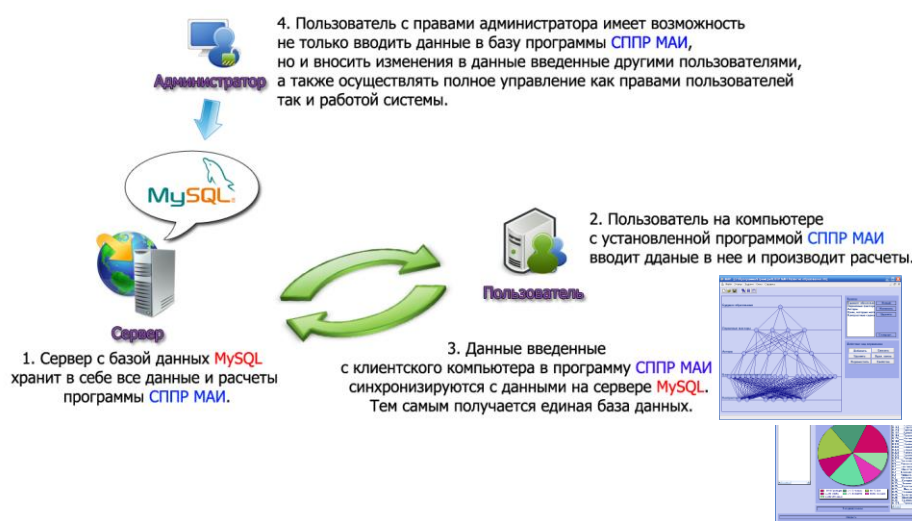 4. Пользователь с правами администратора имеет возможность
не только вводить данные в базу программы СППР МАИ,
но и вносить изменения в данные введенные другими пользователями,
а также осуществлять полное управление как правами пользователей
так и работой системы.
Администратор
MySQL
Сервер
1. Сервер с базой данных MySQL
хранит в себе все данные и расчеты
программы СППР МАИ.
Пользователь
2. Пользователь на компьютере
с установленной программой СППР МАИ
вводит дданые в нее и производит расчеты.
3. Данные введенные
с клиентского компьютера в программу СППР МАИ
синхронизируются с данными на сервере MySQL.
Тем самым получается единая база данных.